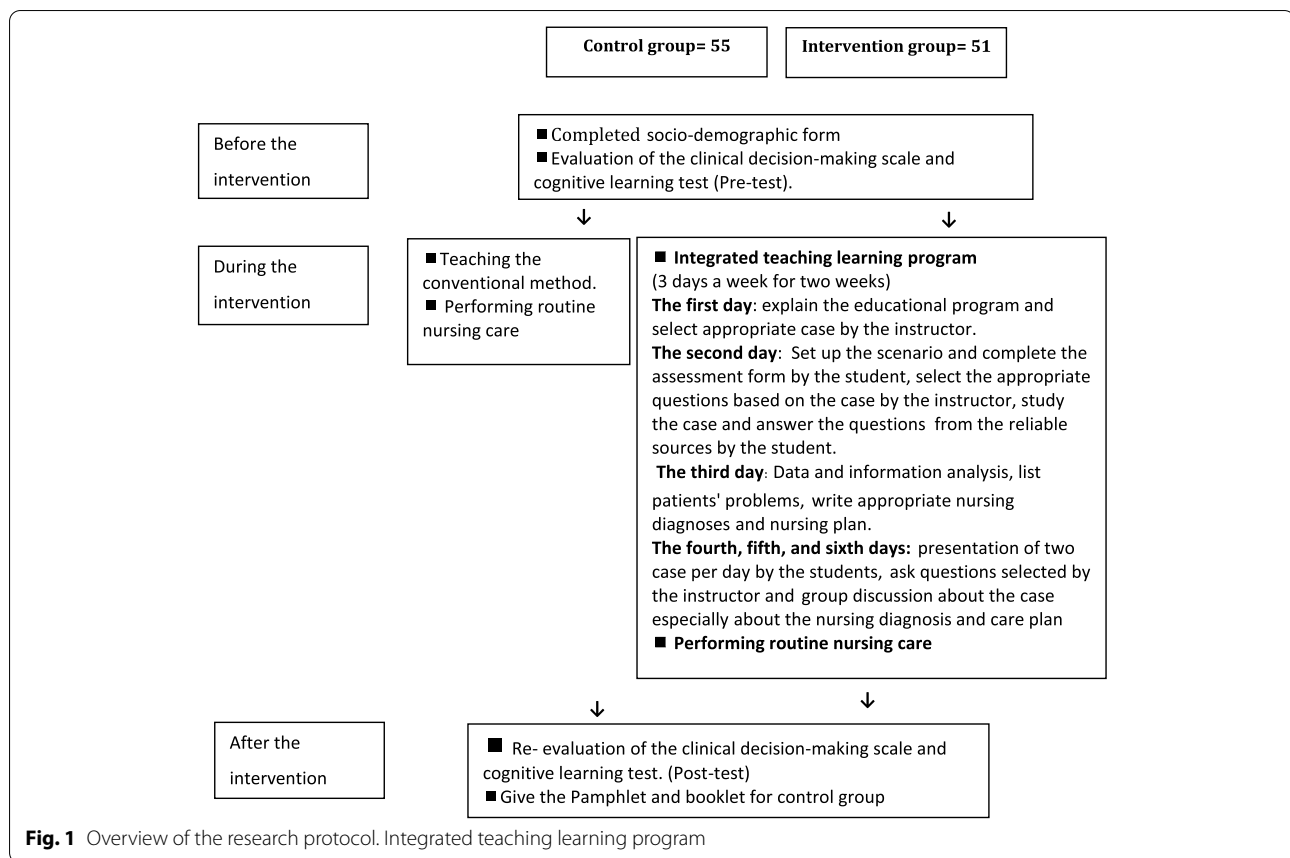 Control group= 55
Intervention group= 51
Before the
intervention
■ Completed socio-demographic form
■ Evaluation of the clinical decision-making scale and
cognitive learning test (Pre-test).
↓ ↓
During the
intervention
■ Teaching the
conventional method.
■ Performing routine
nursing care
■ Integrated teaching learning program
(3 days a week for two weeks)
The first day: explain the educational program and
select appropriate case by the instructor.
The second day: Set up the scenario and complete the
assessment form by the student, select the appropriate
questions based on the case by the instructor, study
the case and answer the questions from the reliable
sources by the student.
The third day: Data and information analysis, list
patients' problems, write appropriate nursing
diagnoses and nursing plan.
The fourth, fifth, and sixth days: presentation of two
case per day by the students, ask questions selected by
the instructor and group discussion about the case
especially about the nursing diagnosis and care plan
■ Performing routine nursing care
↓ ↓
After the
intervention
■ Re- evaluation of the clinical decision-making scale and
cognitive learning test. (Post-test)
■ Give the Pamphlet and booklet for control group
Fig. 1 Overview of the research protocol. Integrated teaching learning program